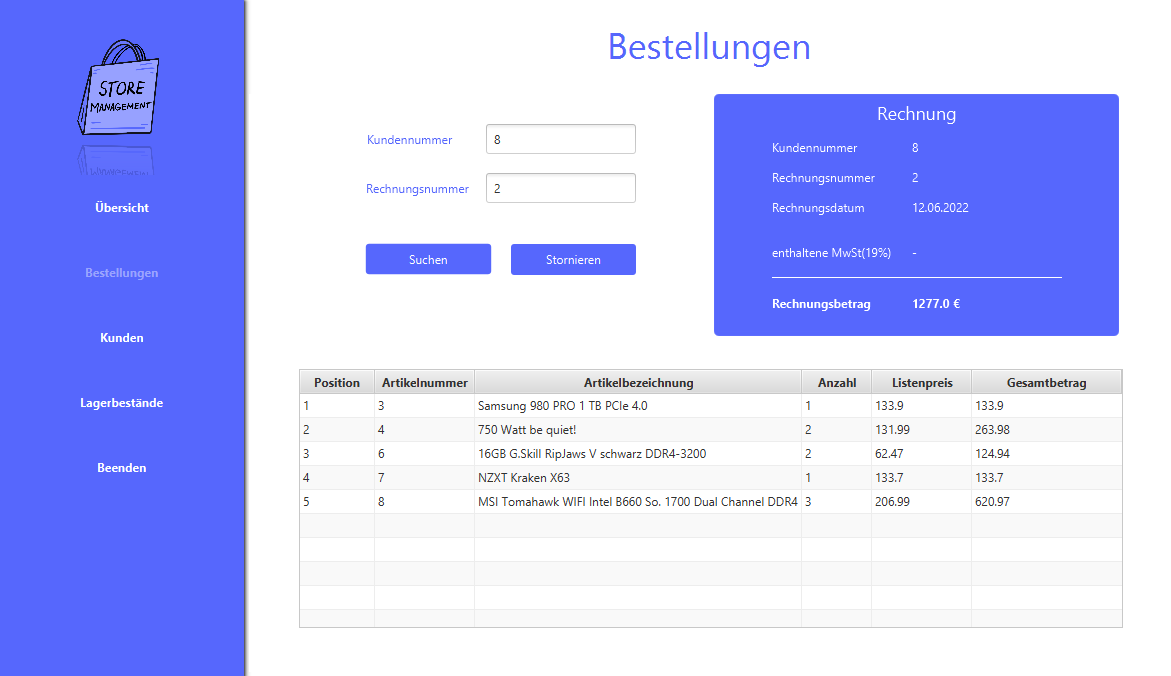 STORE
MANAGEMENT
Übersicht
Bestellungen
Kunden
Lagerbestände
Beenden
Bestellungen
Kundennummer 8
Rechnungsnummer 2
Suchen Stornieren
Rechnung
Kundennummer 8
Rechnungsnummer 2
Rechnungsdatum 12.06.2022
enthaltene MwSt(19%) -
Rechnungsbetrag 1277.0 €
Position Artikelnummer Artikelbezeichnung Anzahl Listenpreis Gesamtbetrag
1 3 Samsung 980 PRO 1 TB PCIe 4.0 1 133.9 133.9
2 4 750 Watt be quiet! 2 131.99 263.98
3 6 16GB G.Skill RipJaws V schwarz DDR4-3200 2 62.47 124.94
4 7 NZXT Kraken X63 1 133.7 133.7
5 8 MSI Tomahawk WIFI Intel B660 So. 1700 Dual Channel DDR4 3 206.99 620.97